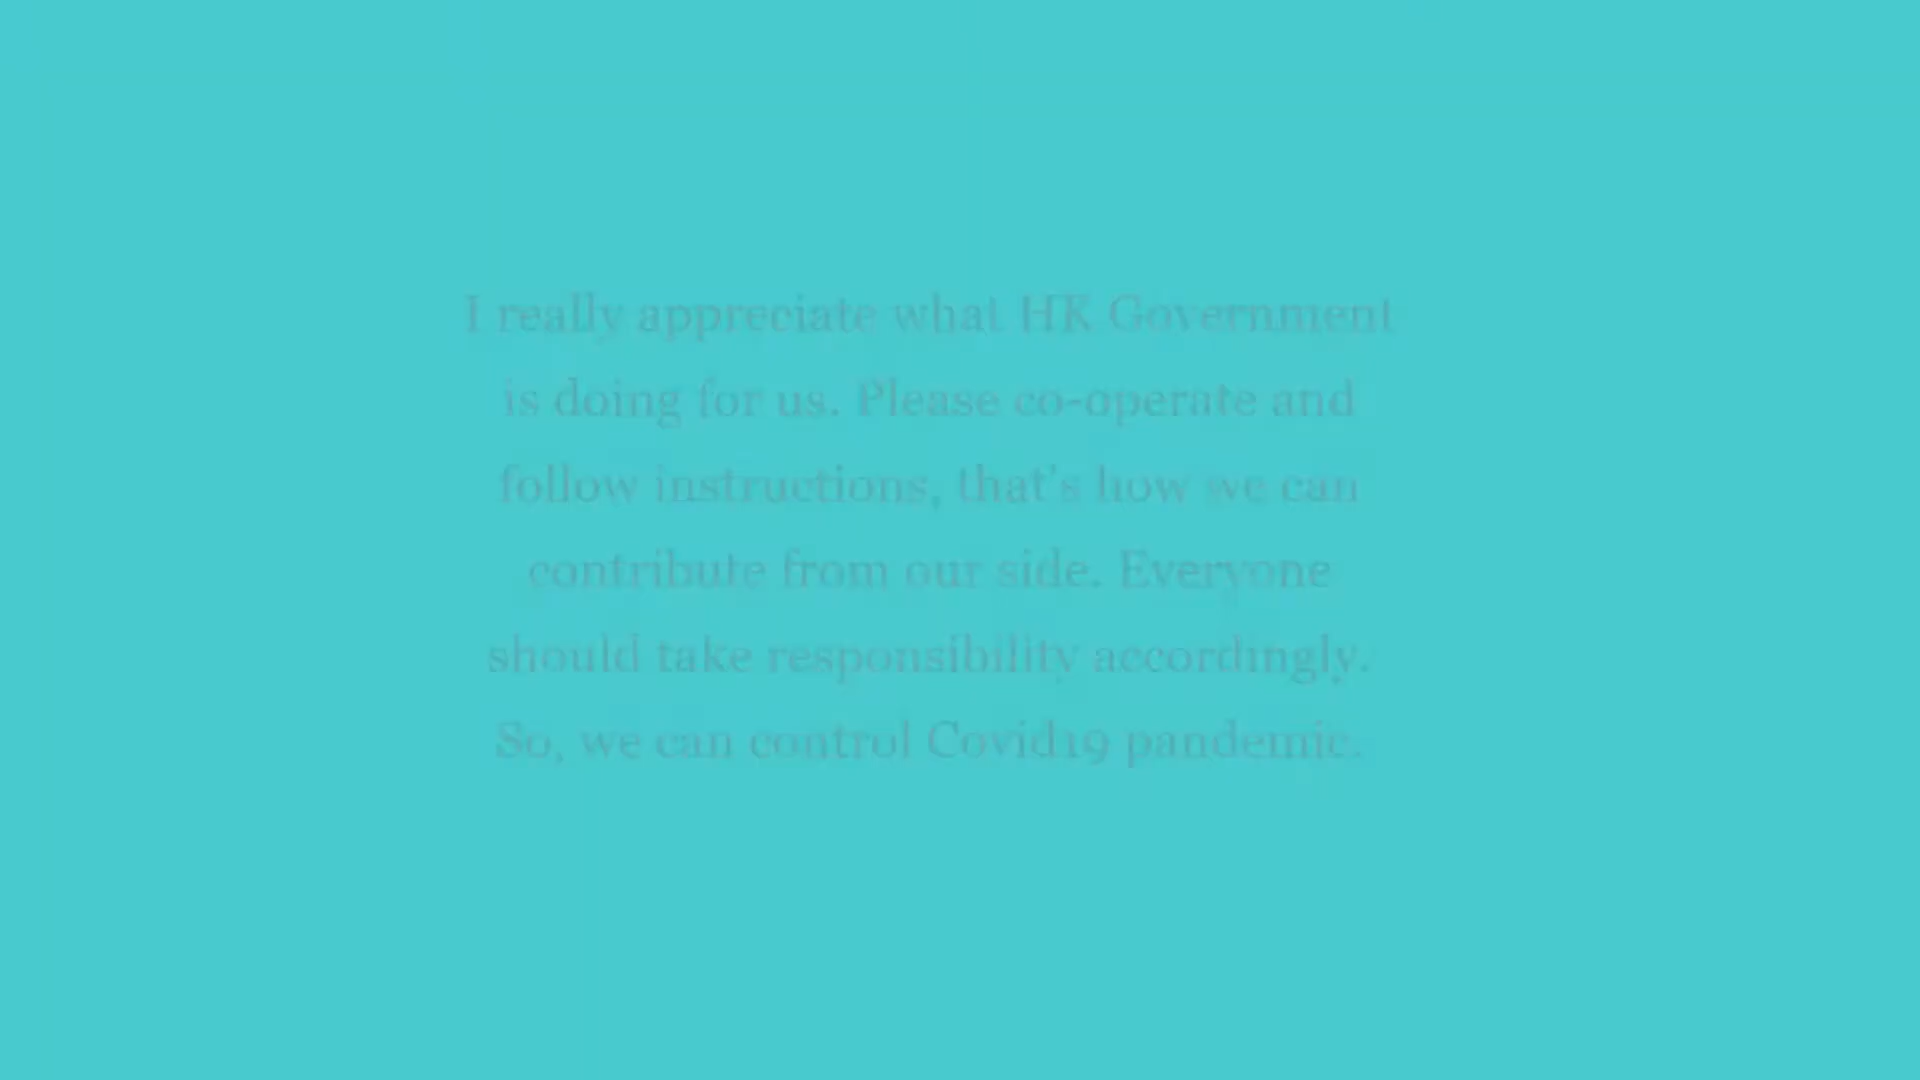 I really appreciate what HK Government
is doing for us. Please co-operate and
follow instructions, that's how we can
contribute from our side. Everyone
should take responsibility accordingly.
So, we can control Covid19 pandemic.